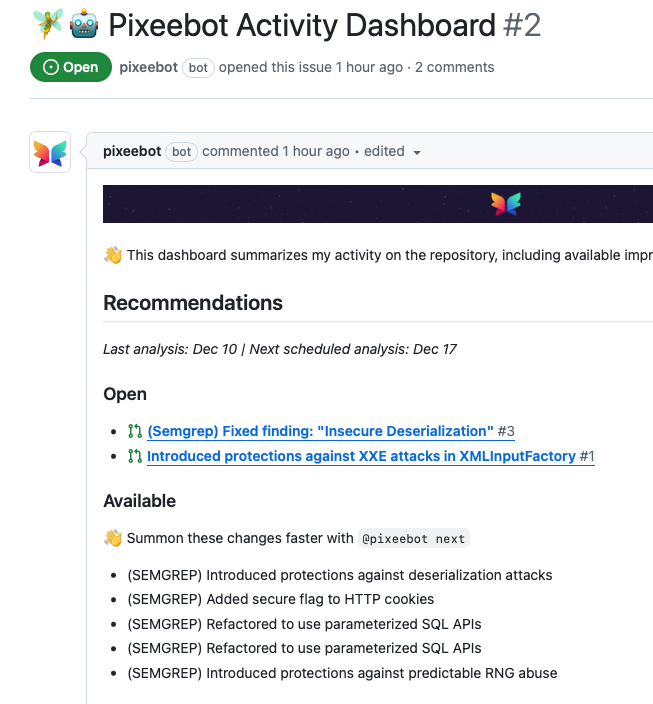 Pixeebot Activity Dashboard #2
Open pixeebot bot opened this issue 1 hour ago · 2 comments
pixeebot bot commented 1 hour ago • edited
This dashboard summarizes my activity on the repository, including available impr
Recommendations
Last analysis: Dec 10 | Next scheduled analysis: Dec 17
Open
• (Semgrep) Fixed finding: "Insecure Deserialization" #3
• Introduced protections against XXE attacks in XMLInputFactory #1
Available
Summon these changes faster with @pixeebot next
• (SEMGREP) Introduced protections against deserialization attacks
• (SEMGREP) Added secure flag to HTTP cookies
• (SEMGREP) Refactored to use parameterized SQL APIs
• (SEMGREP) Refactored to use parameterized SQL APIs
• (SEMGREP) Introduced protections against predictable RNG abuse